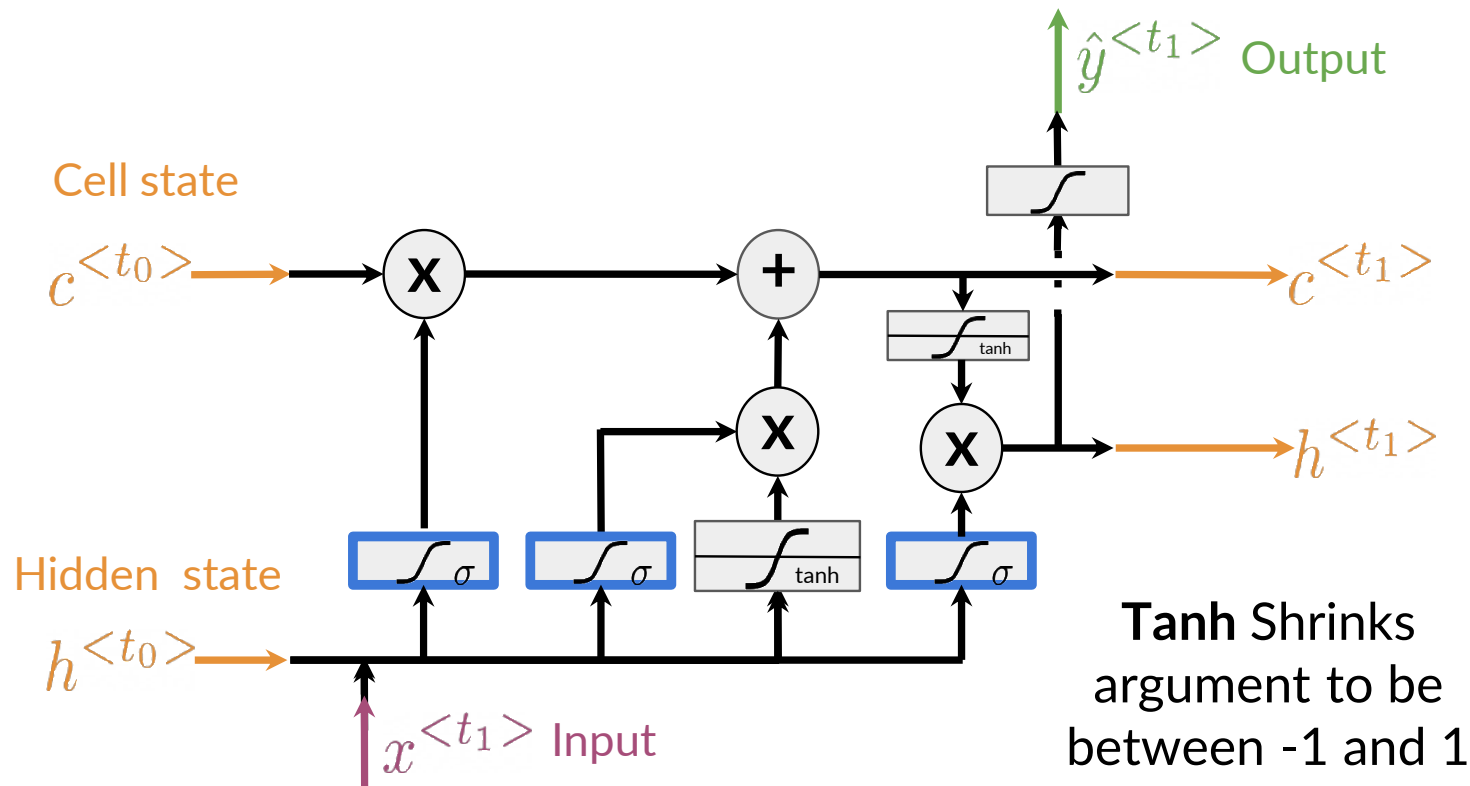 ŷ<t₁> Output
Cell state
c<t₀>
x
+
c<t₁>
tanh
x
x
h<t₁>
Hidden state
σ
σ
tanh
σ
h<t₀>
x<t₁> Input
Tanh Shrinks
argument to be
between -1 and 1